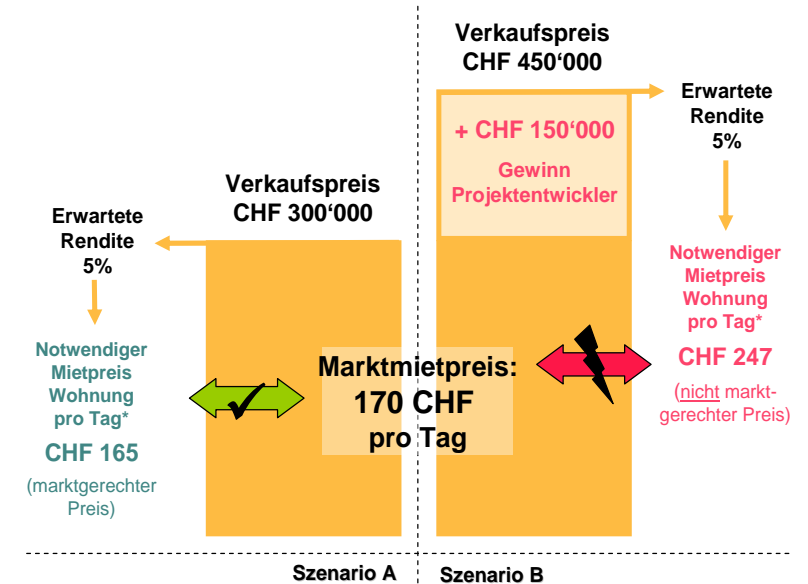 Verkaufspreis
CHF 300‘000
Erwartete
Rendite
5%
Notwendiger
Mietpreis
Wohnung
pro Tag*
CHF 165
(marktgerechter
Preis)
Marktmietpreis:
170 CHF
pro Tag
Verkaufspreis
CHF 450‘000
+ CHF 150‘000
Gewinn
Projektentwickler
Erwartete
Rendite
5%
Notwendiger
Mietpreis
Wohnung
pro Tag*
CHF 247
(nicht markt-
gerechter Preis)
Szenario A
Szenario B